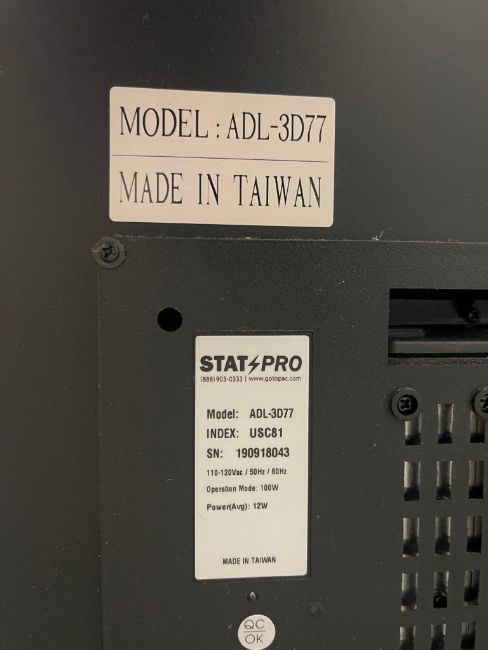 MODEL : ADL-3D77
MADE IN TAIWAN
STAT⚡PRO
(888) 903-0333 | www.gotopac.com
Model: ADL-3D77
INDEX: USC81
SN: 190918043
110-120Vac / 50Hz / 60Hz
Operation Mode: 100W
Power(Avg): 12W
MADE IN TAIWAN
QC
OK